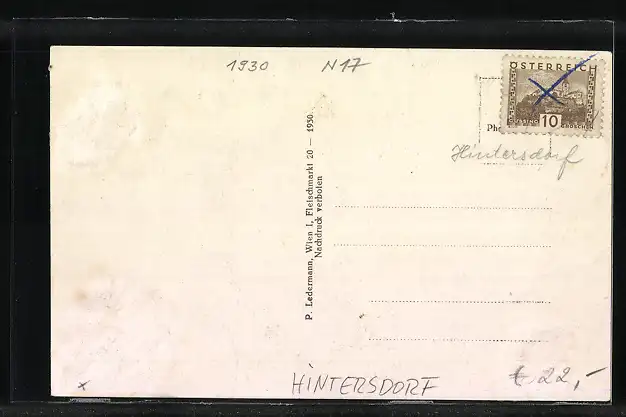 1930 N17
ÖSTERREICH
10
GROSCHEN
Hintersdorf
P. Ledermann, Wien I, Fleischmarkt 20 — 1930.
Nachdruck verboten
HINTERSDORF
€ 22,-
x